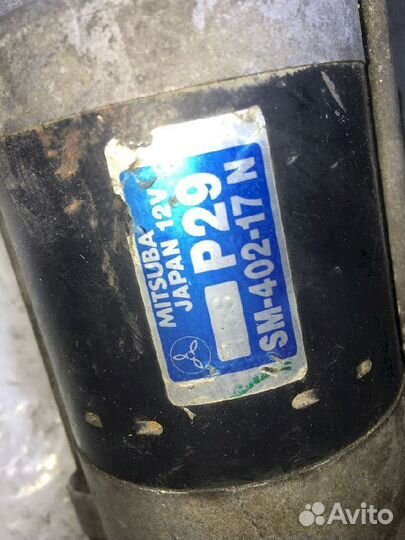 MITSUBA
JAPAN 12V
P29
SM-402-17 N
Avito